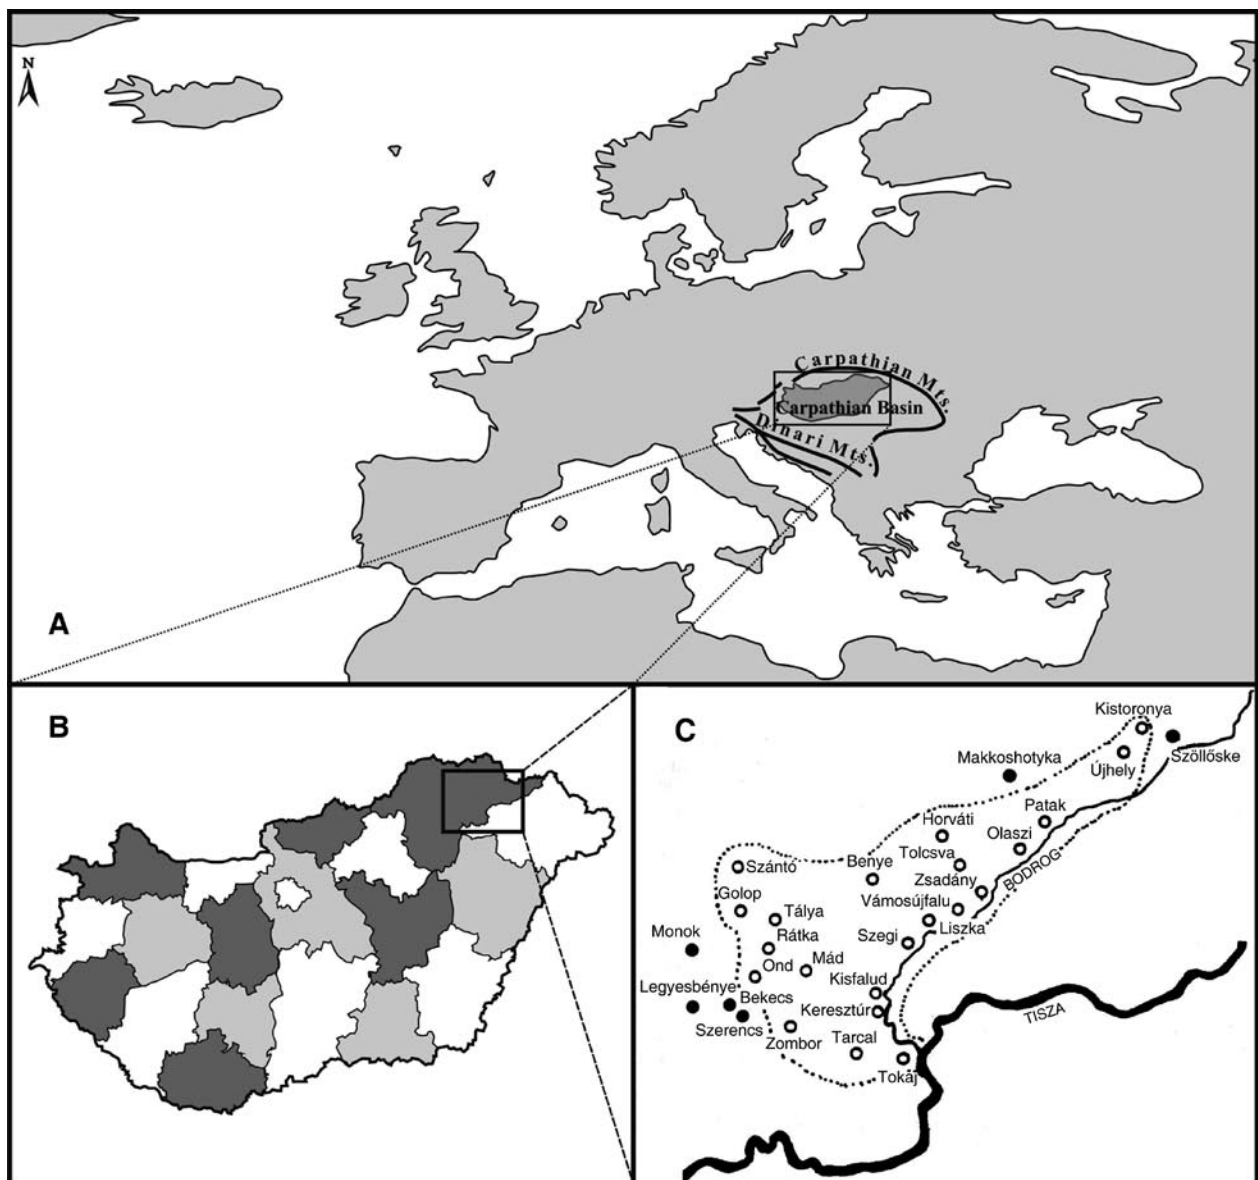 N
Carpathian Mts.
Carpathian Basin
Dinari Mts.
A
B
C
Kistoronya
Szöllőske
Makkoshotyka
Újhely
Patak
Horváti
Olaszi
Tolcsva
Benye
Szántó
Zsadány
BODROG
Golop
Vámosújfalu
Tálya
Liszka
Monok
Rátka
Szegi
Mád
Ond
Kisfalud
Legyesbénye
Bekecs
Keresztúr
TISZA
Szerencs
Zombor
Tarcal
Tokaj